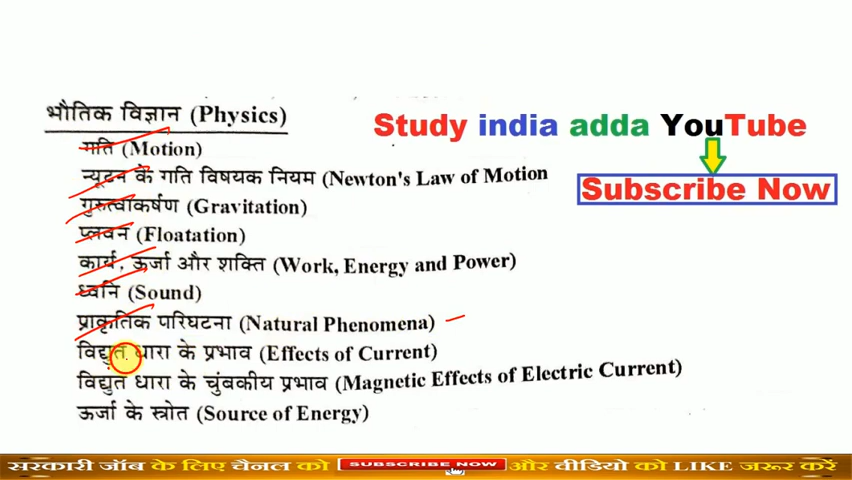 भौतिक विज्ञान (Physics)
गति (Motion)
न्यूटन के गति विषयक नियम (Newton's Law of Motion
गुरुत्वाकर्षण (Gravitation)
प्लवन (Floatation)
कार्य, ऊर्जा और शक्ति (Work, Energy and Power)
ध्वनि (Sound)
प्राकृतिक परिघटना (Natural Phenomena)
विद्युत धारा के प्रभाव (Effects of Current)
विद्युत धारा के चुंबकीय प्रभाव (Magnetic Effects of Electric Current)
ऊर्जा के स्त्रोत (Source of Energy)
Study india adda YouTube
Subscribe Now
सरकारी जॉब के लिए चैनल को SUBSCRIBE NOW और वीडियो को LIKE जरूर करें